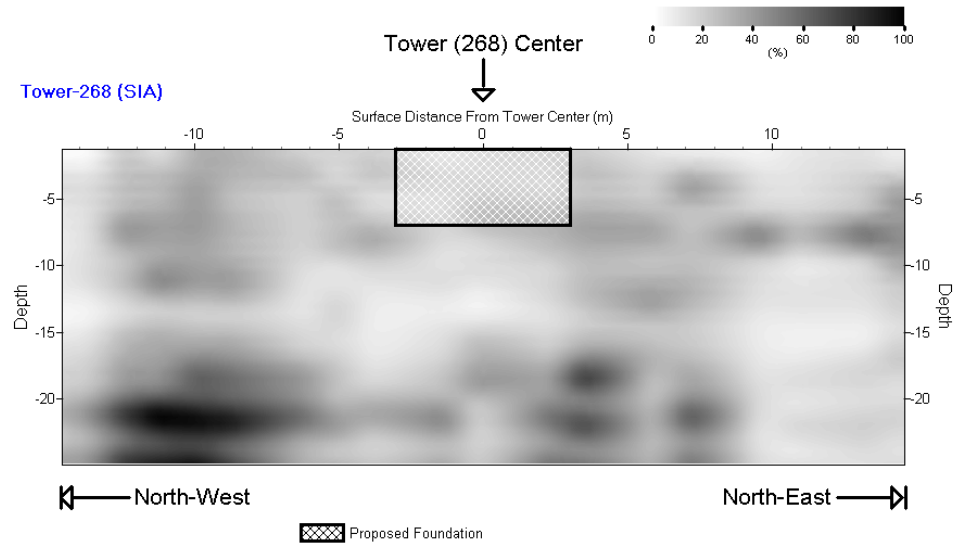 0 20 40 60 80 100
(%)
Tower (268) Center
Tower-268 (SIA)
Surface Distance From Tower Center (m)
-10 -5 0 5 10
-5 -5
-10 -10
-15 -15
-20 -20
Depth
Depth
North-West
North-East
Proposed Foundation